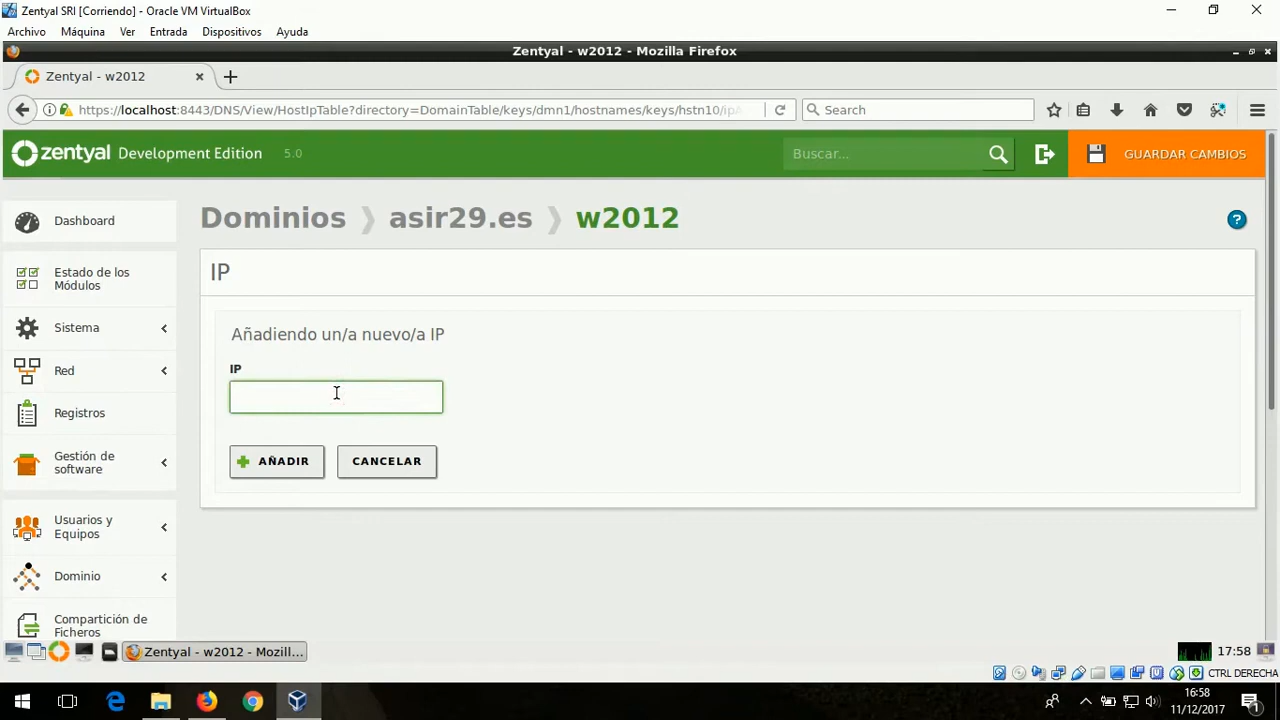 Zentyal SRI [Corriendo] - Oracle VM VirtualBox
Archivo Máquina Ver Entrada Dispositivos Ayuda
Zentyal - w2012 - Mozilla Firefox
Zentyal - w2012
https://localhost:8443/DNS/View/HostIpTable?directory=DomainTable/keys/dmn1/hostnames/keys/hstn10/ipA
Search
zentyal Development Edition 5.0
Buscar...
GUARDAR CAMBIOS
Dashboard
Estado de los
Módulos
Sistema
Red
Registros
Gestión de
software
Usuarios y
Equipos
Dominio
Compartición de
Ficheros
Dominios asir29.es w2012
?
IP
Añadiendo un/a nuevo/a IP
IP
AÑADIR
CANCELAR
Zentyal - w2012 - Mozill...
17:58
CTRL DERECHA
16:58
11/12/2017